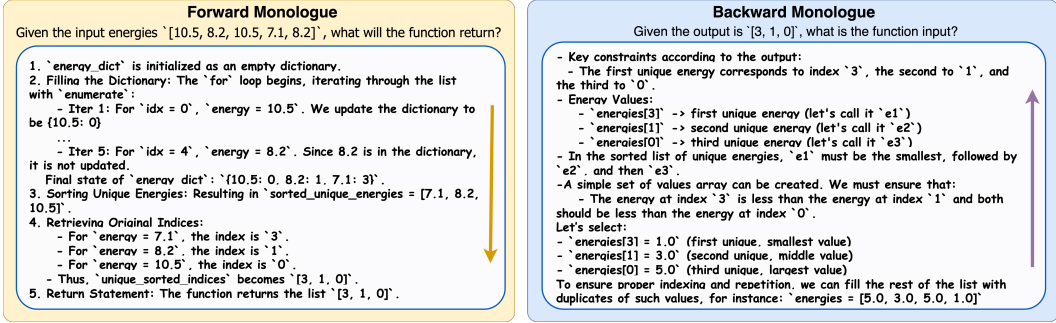 Forward Monologue
Given the input energies `[10.5, 8.2, 10.5, 7.1, 8.2]`, what will the function return?
1. `energy_dict` is initialized as an empty dictionary.
2. Filling the Dictionary: The `for` loop begins, iterating through the list
with `enumerate`:
- Iter 1: For `idx = 0`, `energy = 10.5`. We update the dictionary to
be {10.5: 0}
...
- Iter 5: For `idx = 4`, `energy = 8.2`. Since 8.2 is in the dictionary,
it is not updated.
Final state of `energy_dict`: `{10.5: 0, 8.2: 1, 7.1: 3}`.
3. Sorting Unique Energies: Resulting in `sorted_unique_energies = [7.1, 8.2,
10.5]`.
4. Retrieving Original Indices:
- For `energy = 7.1`, the index is `3`.
- For `energy = 8.2`, the index is `1`.
- For `energy = 10.5`, the index is `0`.
- Thus, `unique_sorted_indices` becomes `[3, 1, 0]`.
5. Return Statement: The function returns the list `[3, 1, 0]`.
Backward Monologue
Given the output is `[3, 1, 0]`, what is the function input?
- Key constraints according to the output:
- The first unique energy corresponds to index `3`, the second to `1`, and
the third to `0`.
- Energy Values:
- `energies[3]` -> first unique energy (let's call it `e1`)
- `energies[1]` -> second unique energy (let's call it `e2`)
- `energies[0]` -> third unique energy (let's call it `e3`)
- In the sorted list of unique energies, `e1` must be the smallest, followed by
`e2`, and then `e3`.
-A simple set of values array can be created. We must ensure that:
- The energy at index `3` is less than the energy at index `1` and both
should be less than the energy at index `0`.
Let's select:
- `energies[3] = 1.0` (first unique, smallest value)
- `energies[1] = 3.0` (second unique, middle value)
- `energies[0] = 5.0` (third unique, largest value)
To ensure proper indexing and repetition, we can fill the rest of the list with
duplicates of such values, for instance: `energies = [5.0, 3.0, 5.0, 1.0]`